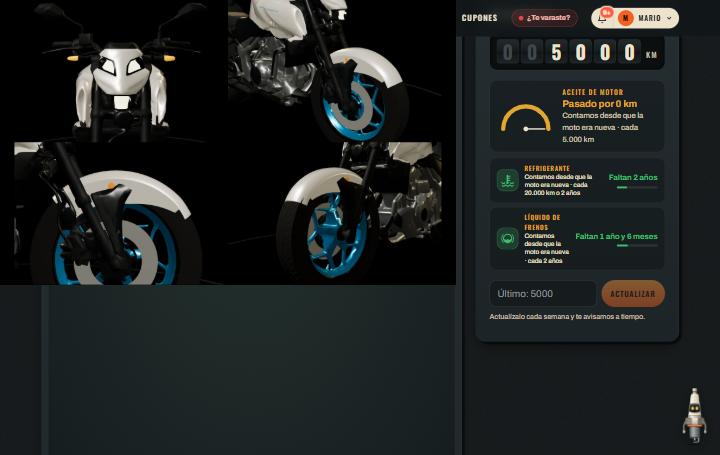 CUPONES
¿Te varaste?
9+
M
MARIO
0 0 5 0 0 0 KM
ACEITE DE MOTOR
Pasado por 0 km
Contamos desde que la
moto era nueva · cada
5.000 km
REFRIGERANTE
Contamos desde que la
moto era nueva · cada
20.000 km o 2 años
Faltan 2 años
LÍQUIDO DE
FRENOS
Contamos
desde que la
moto era nueva
· cada 2 años
Faltan 1 año y 6 meses
Último: 5000
ACTUALIZAR
Actualízalo cada semana y te avisamos a tiempo.